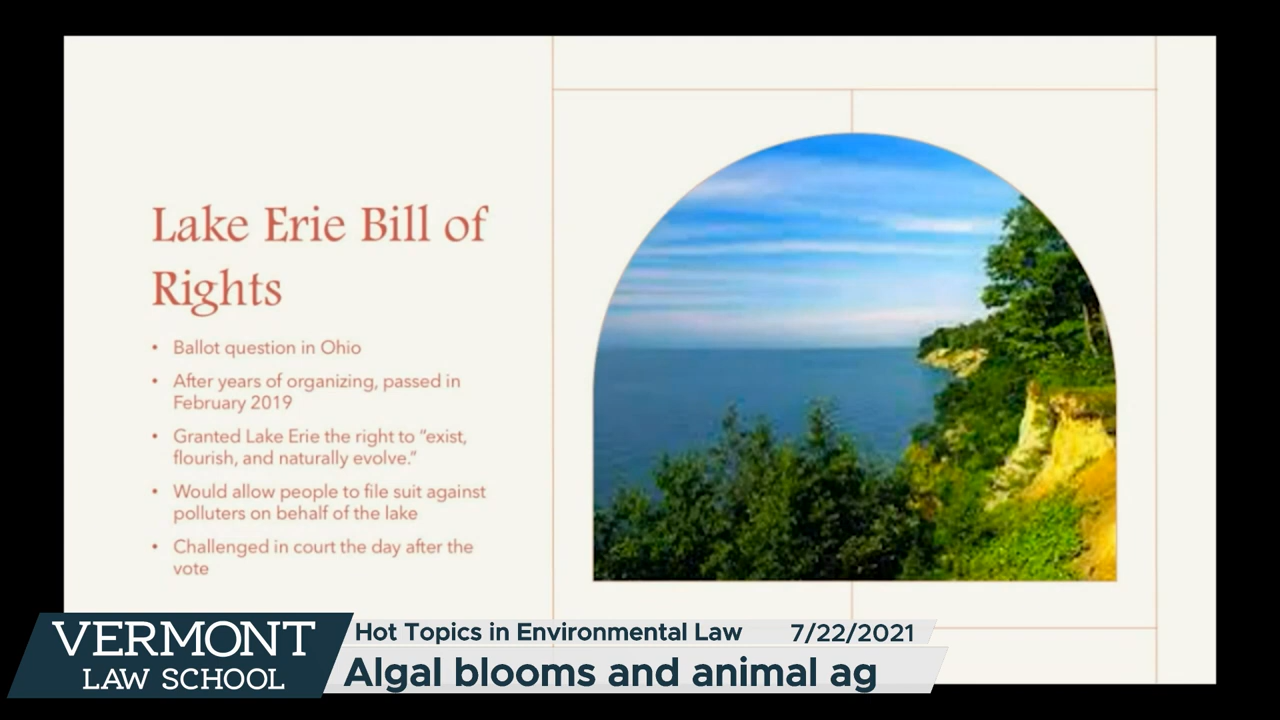 Lake Erie Bill of
Rights
• Ballot question in Ohio
• After years of organizing, passed in
February 2019
• Granted Lake Erie the right to “exist,
flourish, and naturally evolve.”
• Would allow people to file suit against
polluters on behalf of the lake
• Challenged in court the day after the
vote
VERMONT
LAW SCHOOL
Hot Topics in Environmental Law 7/22/2021
Algal blooms and animal ag